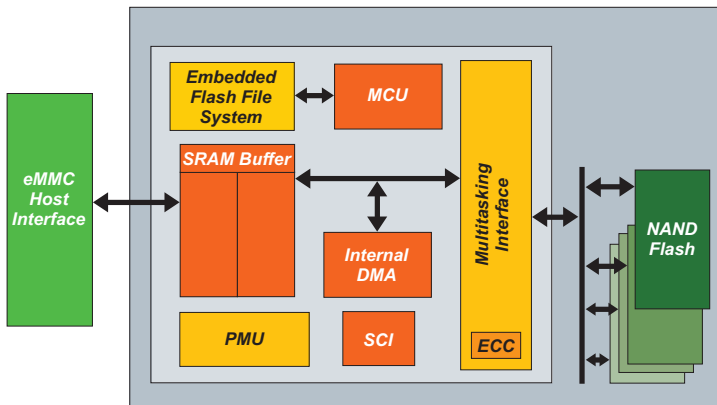 eMMC
Host
Interface
Embedded
Flash File
System
MCU
SRAM Buffer
Internal
DMA
PMU
SCI
Multitasking
Interface
ECC
NAND
Flash